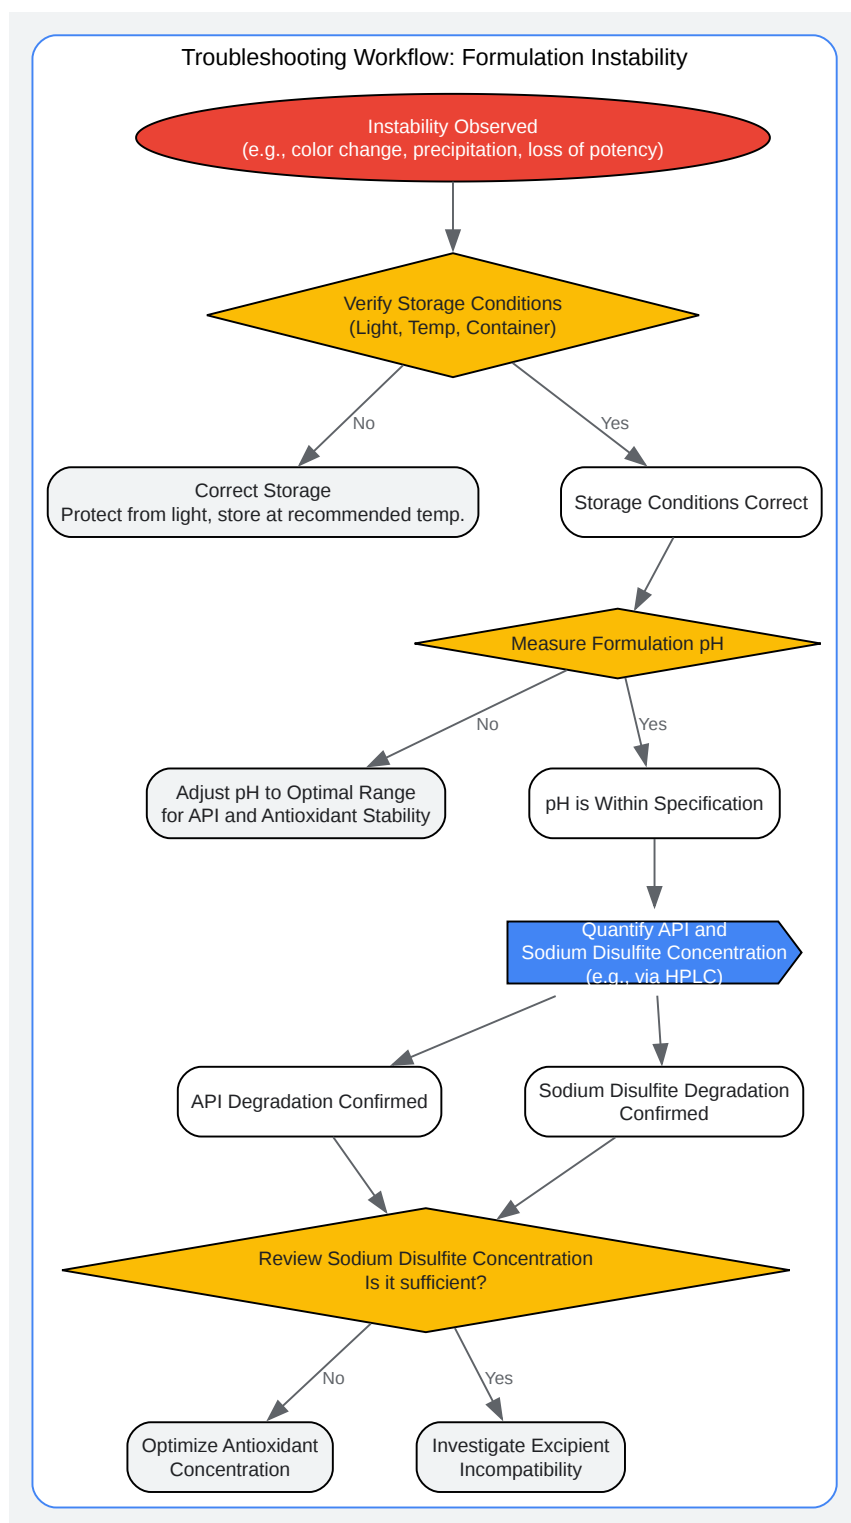 Troubleshooting Workflow: Formulation Instability
Instability Observed
(e.g., color change, precipitation, loss of potency)
Verify Storage Conditions
(Light, Temp, Container)
No
Yes
Correct Storage
Protect from light, store at recommended temp.
Storage Conditions Correct
Measure Formulation pH
No
Yes
Adjust pH to Optimal Range
for API and Antioxidant Stability
pH is Within Specification
Quantify API and
Sodium Disulfite Concentration
(e.g., via HPLC)
API Degradation Confirmed
Sodium Disulfite Degradation
Confirmed
Review Sodium Disulfite Concentration
Is it sufficient?
No
Yes
Optimize Antioxidant
Concentration
Investigate Excipient
Incompatibility